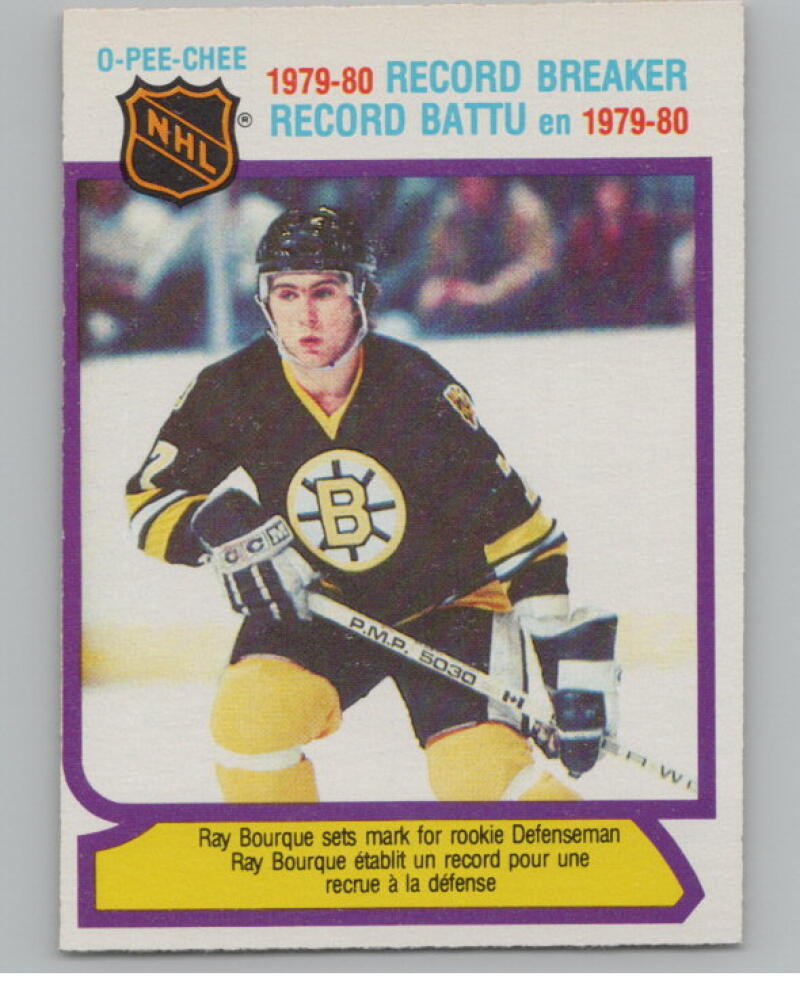 O-PEE-CHEE
NHL
®
1979-80 RECORD BREAKER
RECORD BATTU en 1979-80
7
B
CCM
P.M.P. 5030
Ray Bourque sets mark for rookie Defenseman
Ray Bourque établit un record pour une
recrue à la défense